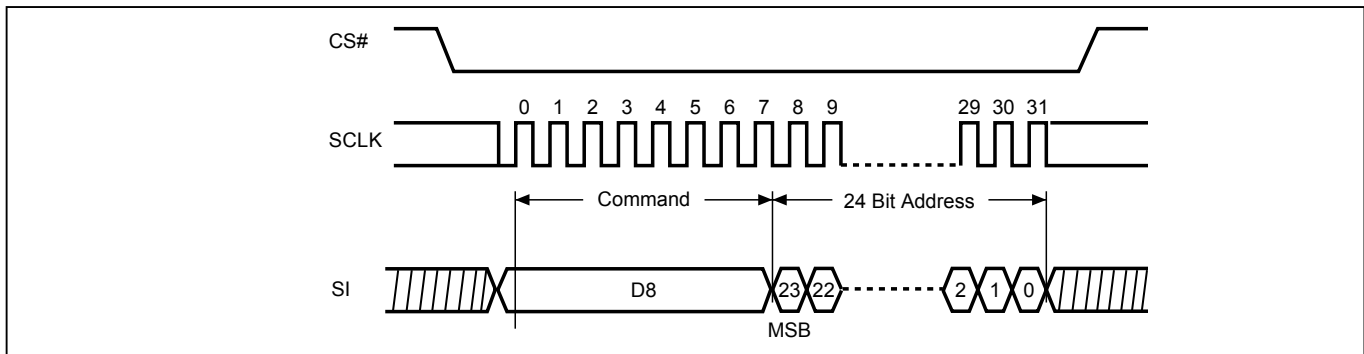 CS#
0 1 2 3 4 5 6 7 8 9 29 30 31
SCLK
Command 24 Bit Address
SI D8 23 22 2 1 0
MSB